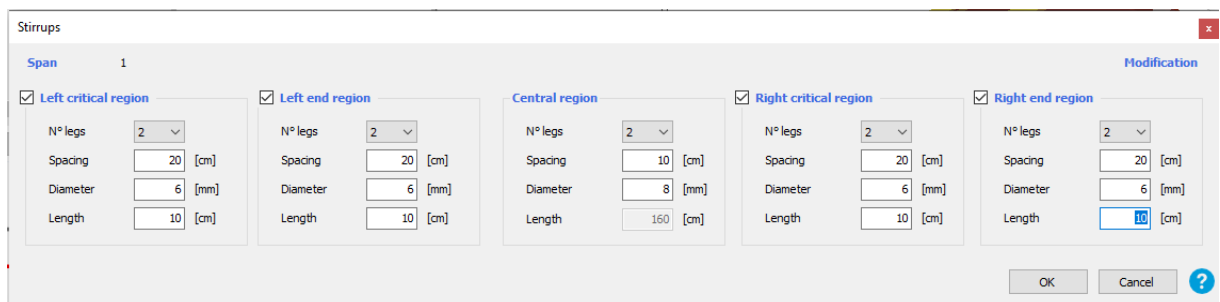 Stirrups
x
Span 1 Modification
Left critical region Left end region Central region Right critical region Right end region
N° legs 2 N° legs 2 N° legs 2 N° legs 2 N° legs 2
Spacing 20 [cm] Spacing 20 [cm] Spacing 10 [cm] Spacing 20 [cm] Spacing 20 [cm]
Diameter 6 [mm] Diameter 6 [mm] Diameter 8 [mm] Diameter 6 [mm] Diameter 6 [mm]
Length 10 [cm] Length 10 [cm] Length 160 [cm] Length 10 [cm] Length 10 [cm]
OK Cancel ?